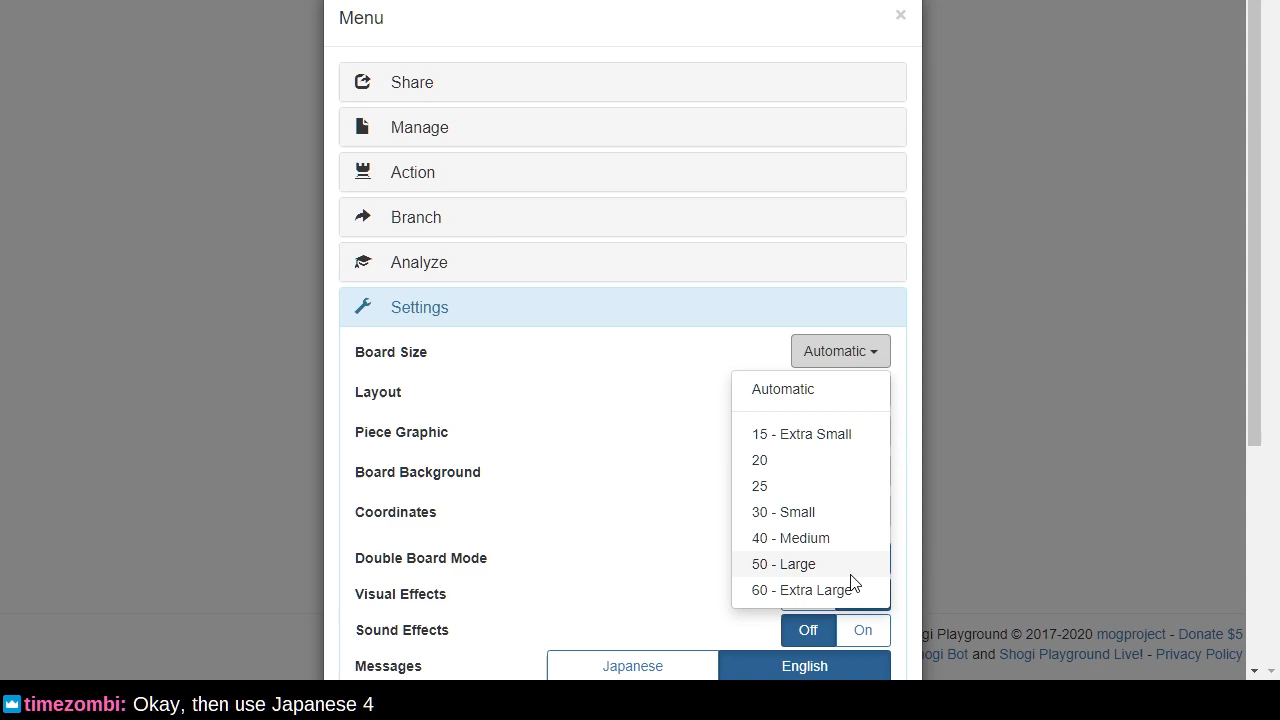 Menu
×
Share
Manage
Action
Branch
Analyze
Settings
Board Size
Automatic
Layout
Automatic
Piece Graphic
15 - Extra Small
20
Board Background
25
Coordinates
30 - Small
40 - Medium
Double Board Mode
50 - Large
Visual Effects
60 - Extra Large
Sound Effects
Off On
gi Playground © 2017-2020 mogproject - Donate $5
ogi Bot and Shogi Playground Live! - Privacy Policy
Messages
Japanese English
timezombi: Okay, then use Japanese 4